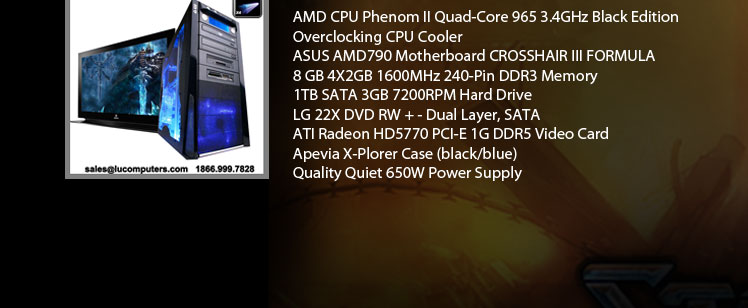 AMD CPU Phenom II Quad-Core 965 3.4GHz Black Edition
Overclocking CPU Cooler
ASUS AMD790 Motherboard CROSSHAIR III FORMULA
8 GB 4X2GB 1600MHz 240-Pin DDR3 Memory
1TB SATA 3GB 7200RPM Hard Drive
LG 22X DVD RW + - Dual Layer, SATA
ATI Radeon HD5770 PCI-E 1G DDR5 Video Card
Apevia X-Plorer Case (black/blue)
Quality Quiet 650W Power Supply
sales@lucomputers.com 1866.999.7828